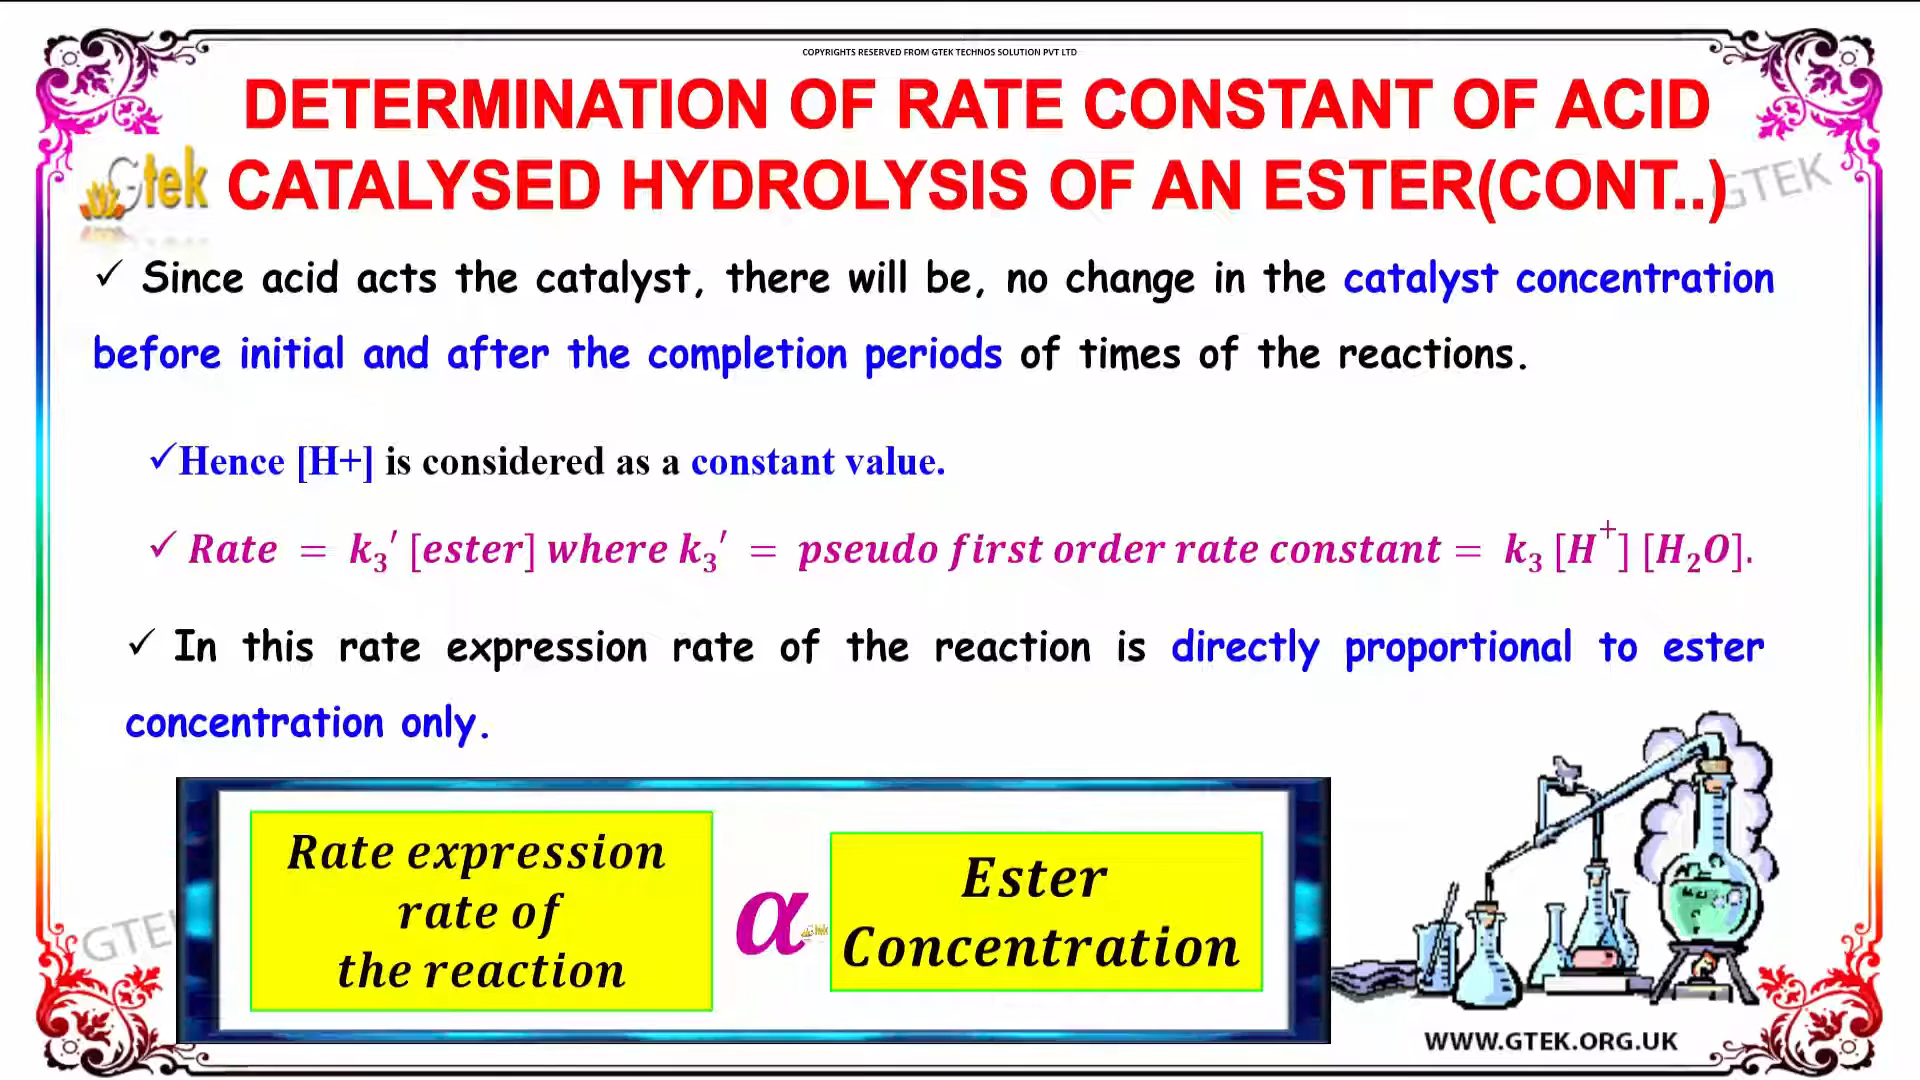 COPYRIGHTS RESERVED FROM GTEK TECHNOS SOLUTION PVT LTD
DETERMINATION OF RATE CONSTANT OF ACID
Gtek
CATALYSED HYDROLYSIS OF AN ESTER(CONT..)
GTEK
✓ Since acid acts the catalyst, there will be, no change in the catalyst concentration
before initial and after the completion periods of times of the reactions.
✓Hence [H+] is considered as a constant value.
✓ Rate = k₃′ [ester] where k₃′ = pseudo first order rate constant = k₃ [H⁺] [H₂O].
✓ In this rate expression rate of the reaction is directly proportional to ester
concentration only.
Rate expression
rate of
the reaction
α
Gtek
Ester
Concentration
GTEK
WWW.GTEK.ORG.UK